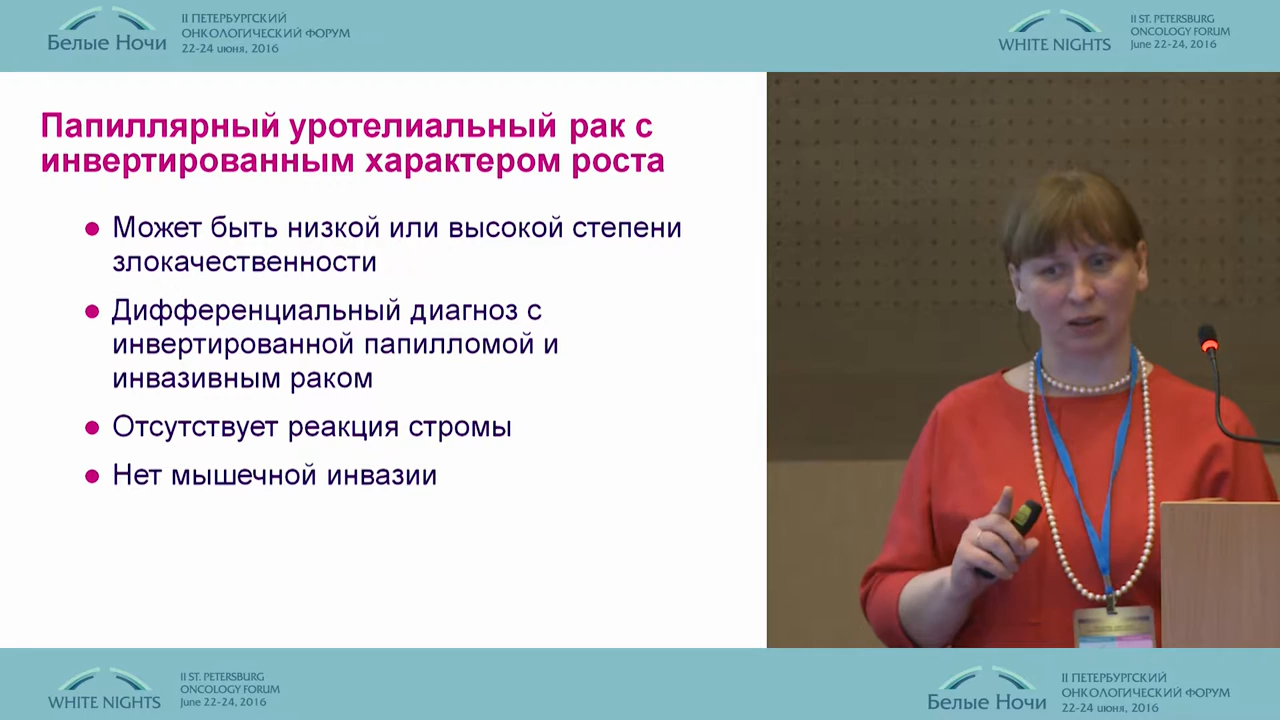 Белые Ночи
II ПЕТЕРБУРГСКИЙ
ОНКОЛОГИЧЕСКИЙ ФОРУМ
22-24 июня, 2016
WHITE NIGHTS
II ST. PETERSBURG
ONCOLOGY FORUM
June 22-24, 2016
Папиллярный уротелиальный рак с
инвертированным характером роста
Может быть низкой или высокой степени
злокачественности
Дифференциальный диагноз с
инвертированной папилломой и
инвазивным раком
Отсутствует реакция стромы
Нет мышечной инвазии
WHITE NIGHTS
II ST. PETERSBURG
ONCOLOGY FORUM
June 22-24, 2016
Белые Ночи
II ПЕТЕРБУРГСКИЙ
ОНКОЛОГИЧЕСКИЙ ФОРУМ
22-24 июня, 2016